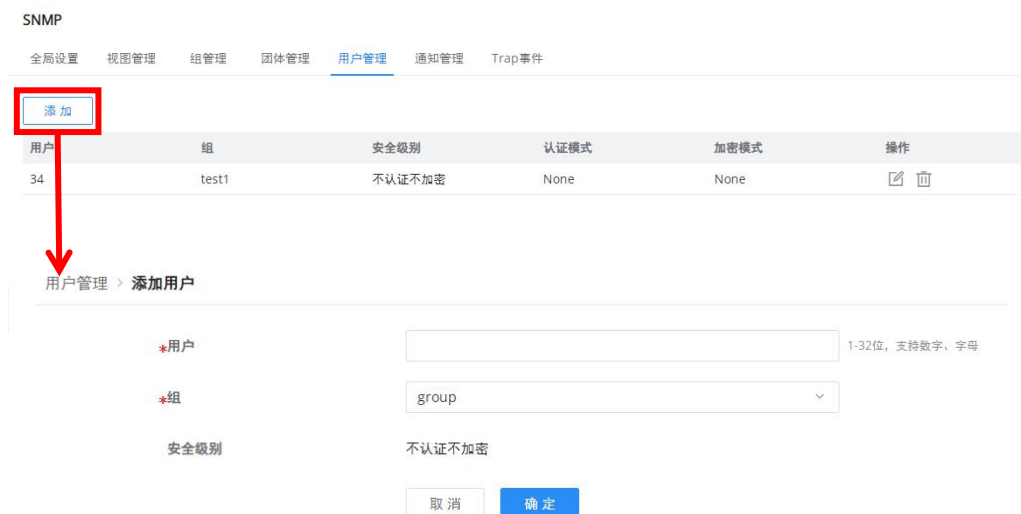 SNMP
全局设置 视图管理 组管理 团体管理 用户管理 通知管理 Trap事件
添加
用户 组 安全级别 认证模式 加密模式 操作
34 test1 不认证不加密 None None
用户管理 > 添加用户
*用户 1-32位，支持数字、字母
*组 group
安全级别 不认证不加密
取消 确定